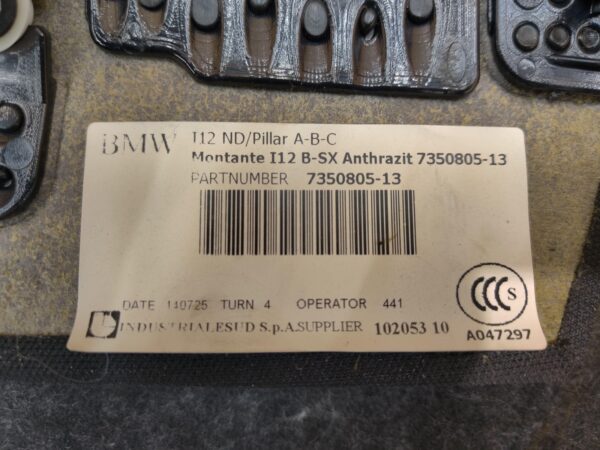 BMW I12 ND/Pillar A-B-C
Montante I12 B-SX Anthrazit 7350805-13
PARTNUMBER 7350805-13
DATE 140725 TURN 4 OPERATOR 441
INDUSTRIALESUD S.p.A. SUPPLIER 102053 10
CCC S
A047297